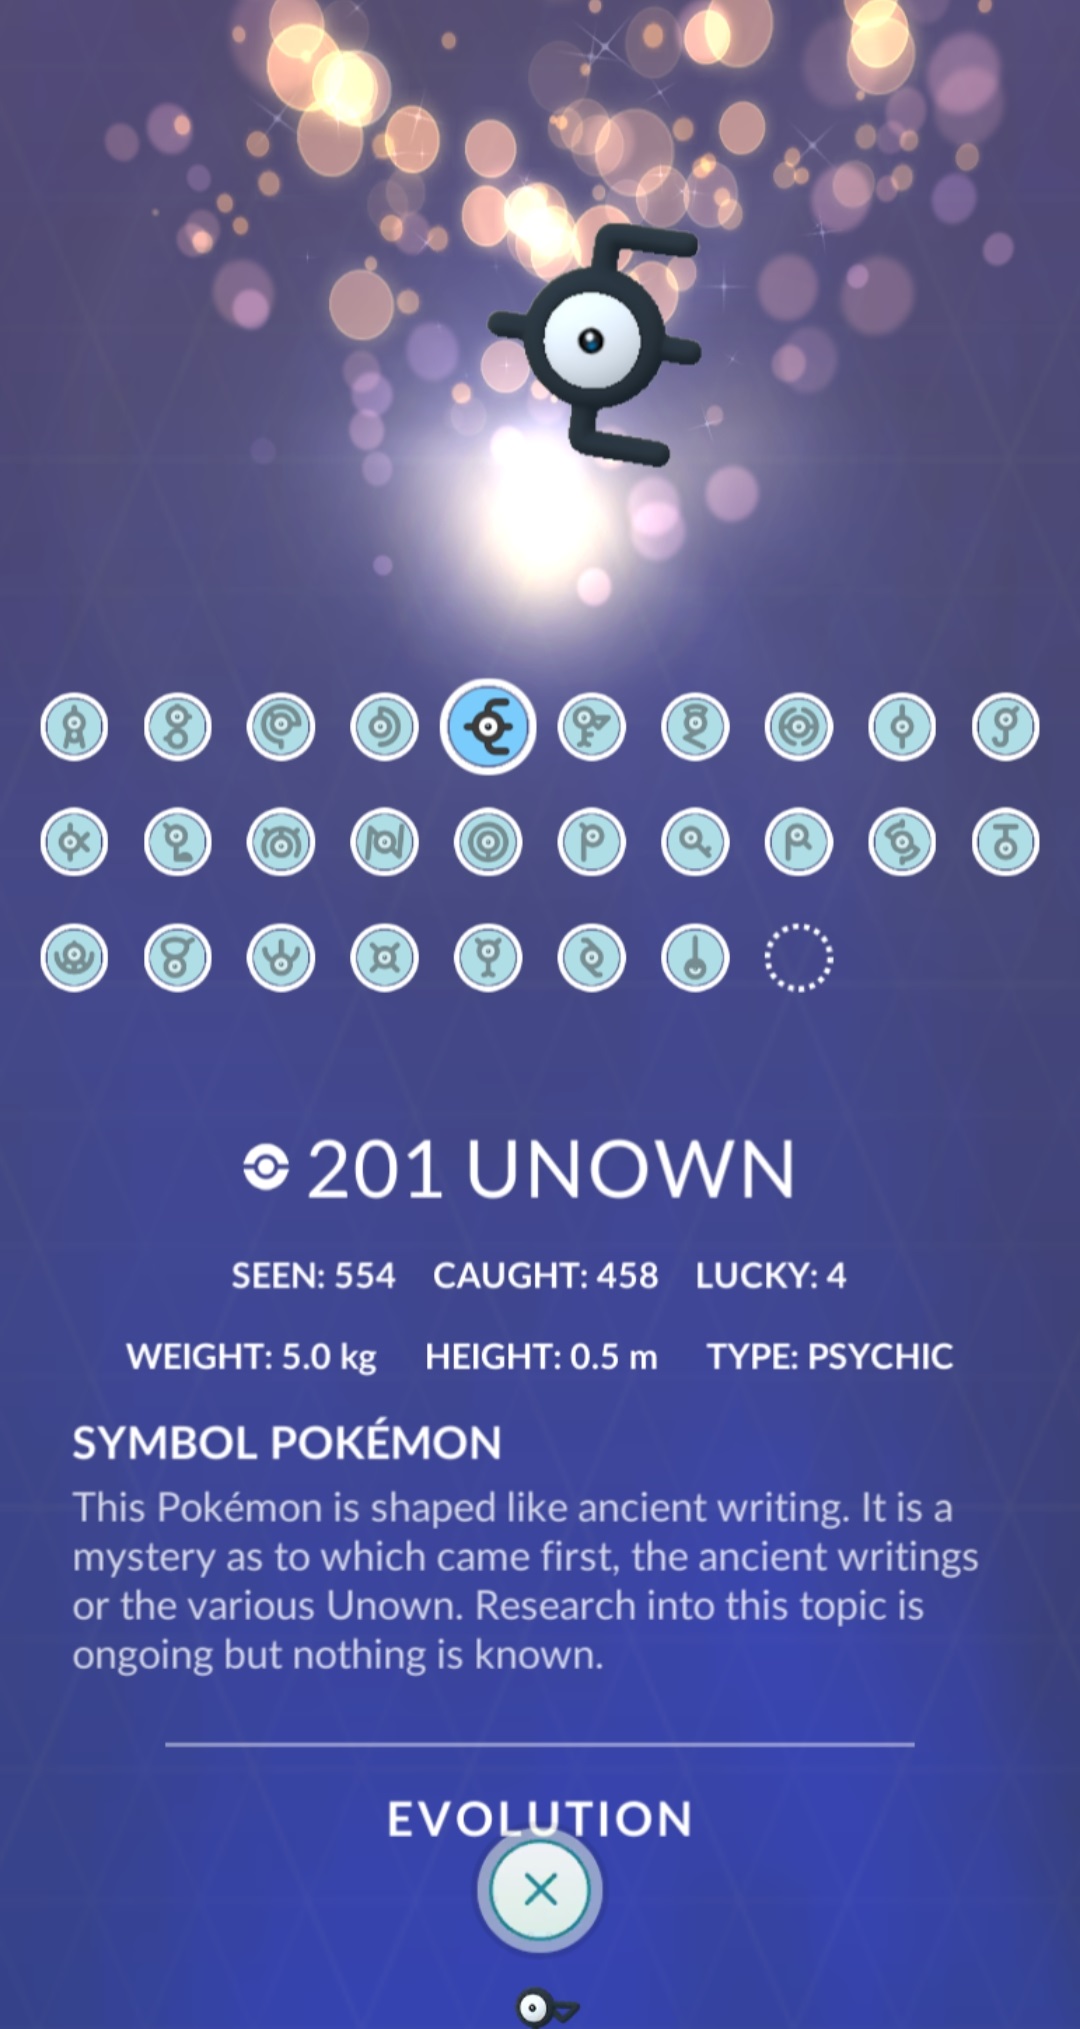 201 UNOWN
SEEN: 554 CAUGHT: 458 LUCKY: 4
WEIGHT: 5.0 kg HEIGHT: 0.5 m TYPE: PSYCHIC
SYMBOL POKÉMON
This Pokémon is shaped like ancient writing. It is a
mystery as to which came first, the ancient writings
or the various Unown. Research into this topic is
ongoing but nothing is known.
EVOLUTION